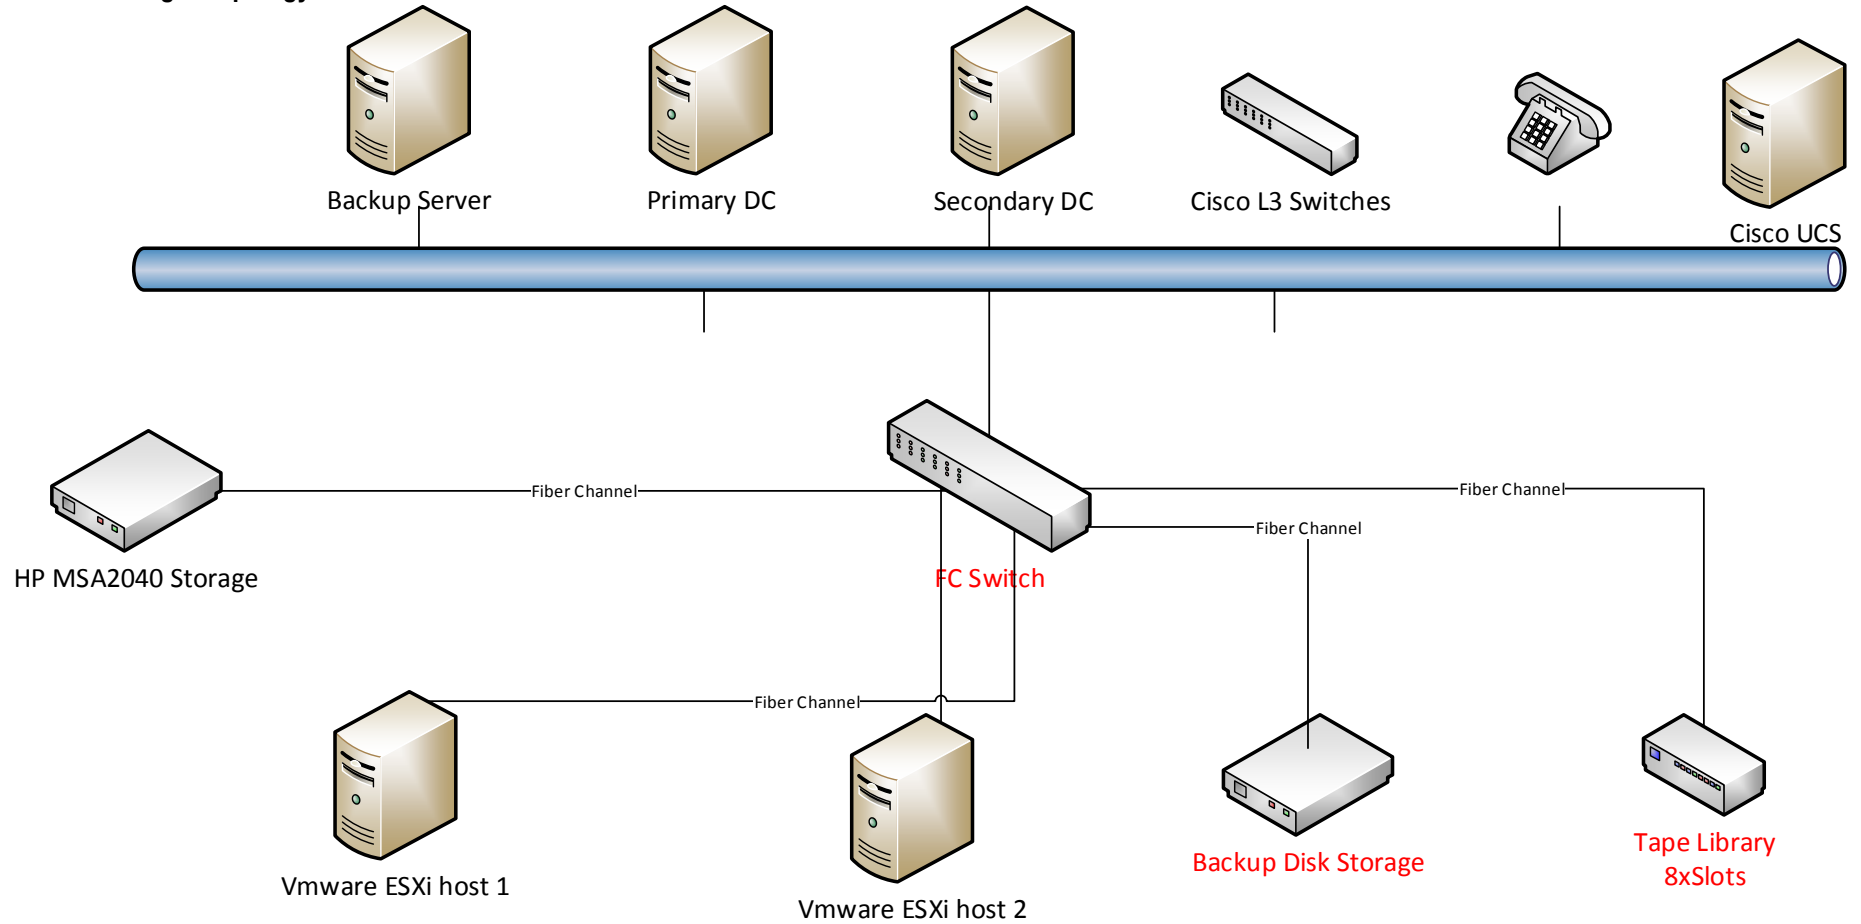 Backup Server
Primary DC
Secondary DC
Cisco L3 Switches
Cisco UCS
Fiber Channel
Fiber Channel
Fiber Channel
HP MSA2040 Storage
FC Switch
Fiber Channel
Vmware ESXi host 1
Vmware ESXi host 2
Backup Disk Storage
Tape Library
8xSlots